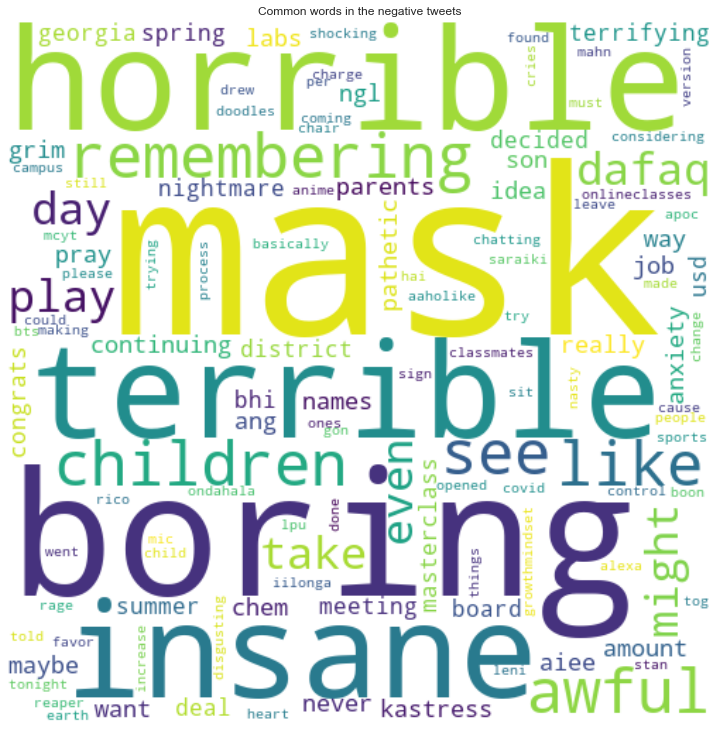 Common words in the negative tweets
georgia spring labs shocking found terrifying
horrible
mahn
cries
version
drew per charge ngl
doodles coming must
chair
grim remembering decided considering
campus son dafaq
still nightmare anime parents idea onlineclasses
day mask leave apoc
mcyt pathetic
pray trying process basically chatting way
please hai saraiki job usd
play aaholike made
could try
bts making
continuing district really anxiety change
congrats terrible classmates
sign nasty
bhi names sit cause people
ang ones gon sports
children even see like
ondahala masterclass opened covid control boon
rico boring
lpu done
mic
went child take things growthmindset might
iilonga alexa
rage summer chem meeting board tog
told favor insane amount
maybe increase disgusting aiee stan
tonight leni
reaper want deal heart never kastress awful
earth